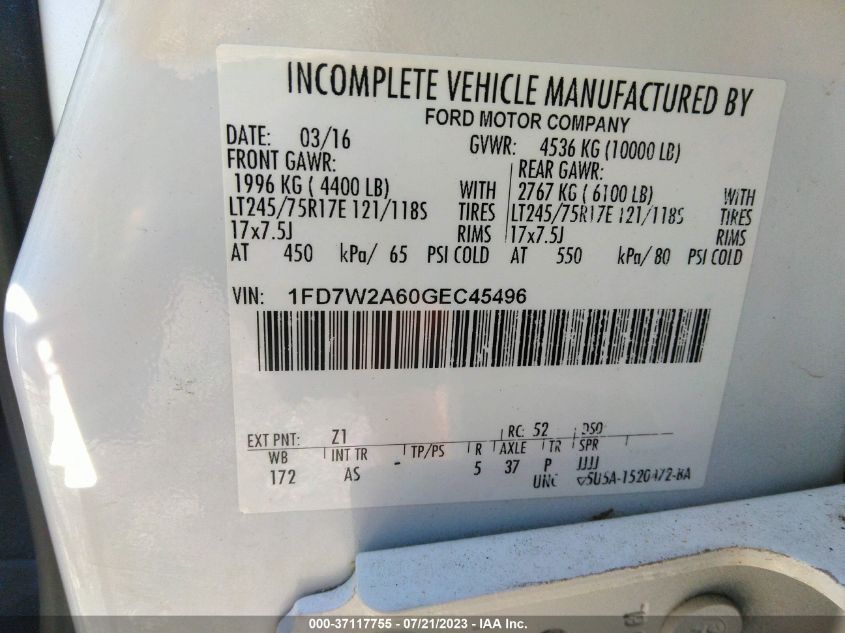 INCOMPLETE VEHICLE MANUFACTURED BY
FORD MOTOR COMPANY
DATE: 03/16 GVWR: 4536 KG (10000 LB)
FRONT GAWR: REAR GAWR:
1996 KG ( 4400 LB) WITH 2767 KG ( 6100 LB) WITH
LT245/75R17E 121/118S TIRES LT245/75R17E 121/118S TIRES
17x7.5J RIMS 17x7.5J RIMS
AT 450 kPa/ 65 PSI COLD AT 550 kPa/ 80 PSI COLD
VIN: 1FD7W2A60GEC45496
EXT PNT: Z1 RC: 52 DSO
WB INT TR TP/PS R AXLE TR SPR
172 AS - 5 37 P JJJJ
UNC
000-37117755 - 07/21/2023 - IAA Inc.